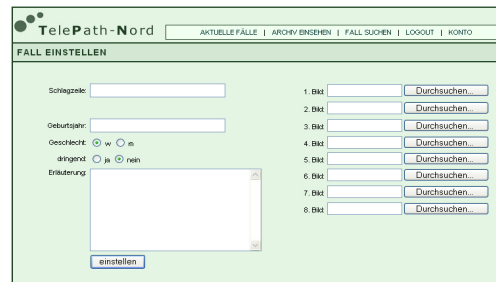 TelePath-Nord
AKTUELLE FÄLLE | ARCHIV EINSEHEN | FALL SUCHEN | LOGOUT | KONTO
FALL EINSTELLEN
Schlagzeile:
Geburtsjahr:
Geschlecht: w m
dringend: ja nein
Erläuterung:
einstellen
1. Bild: Durchsuchen...
2. Bild: Durchsuchen...
3. Bild: Durchsuchen...
4. Bild: Durchsuchen...
5. Bild: Durchsuchen...
6. Bild: Durchsuchen...
7. Bild: Durchsuchen...
8. Bild: Durchsuchen...